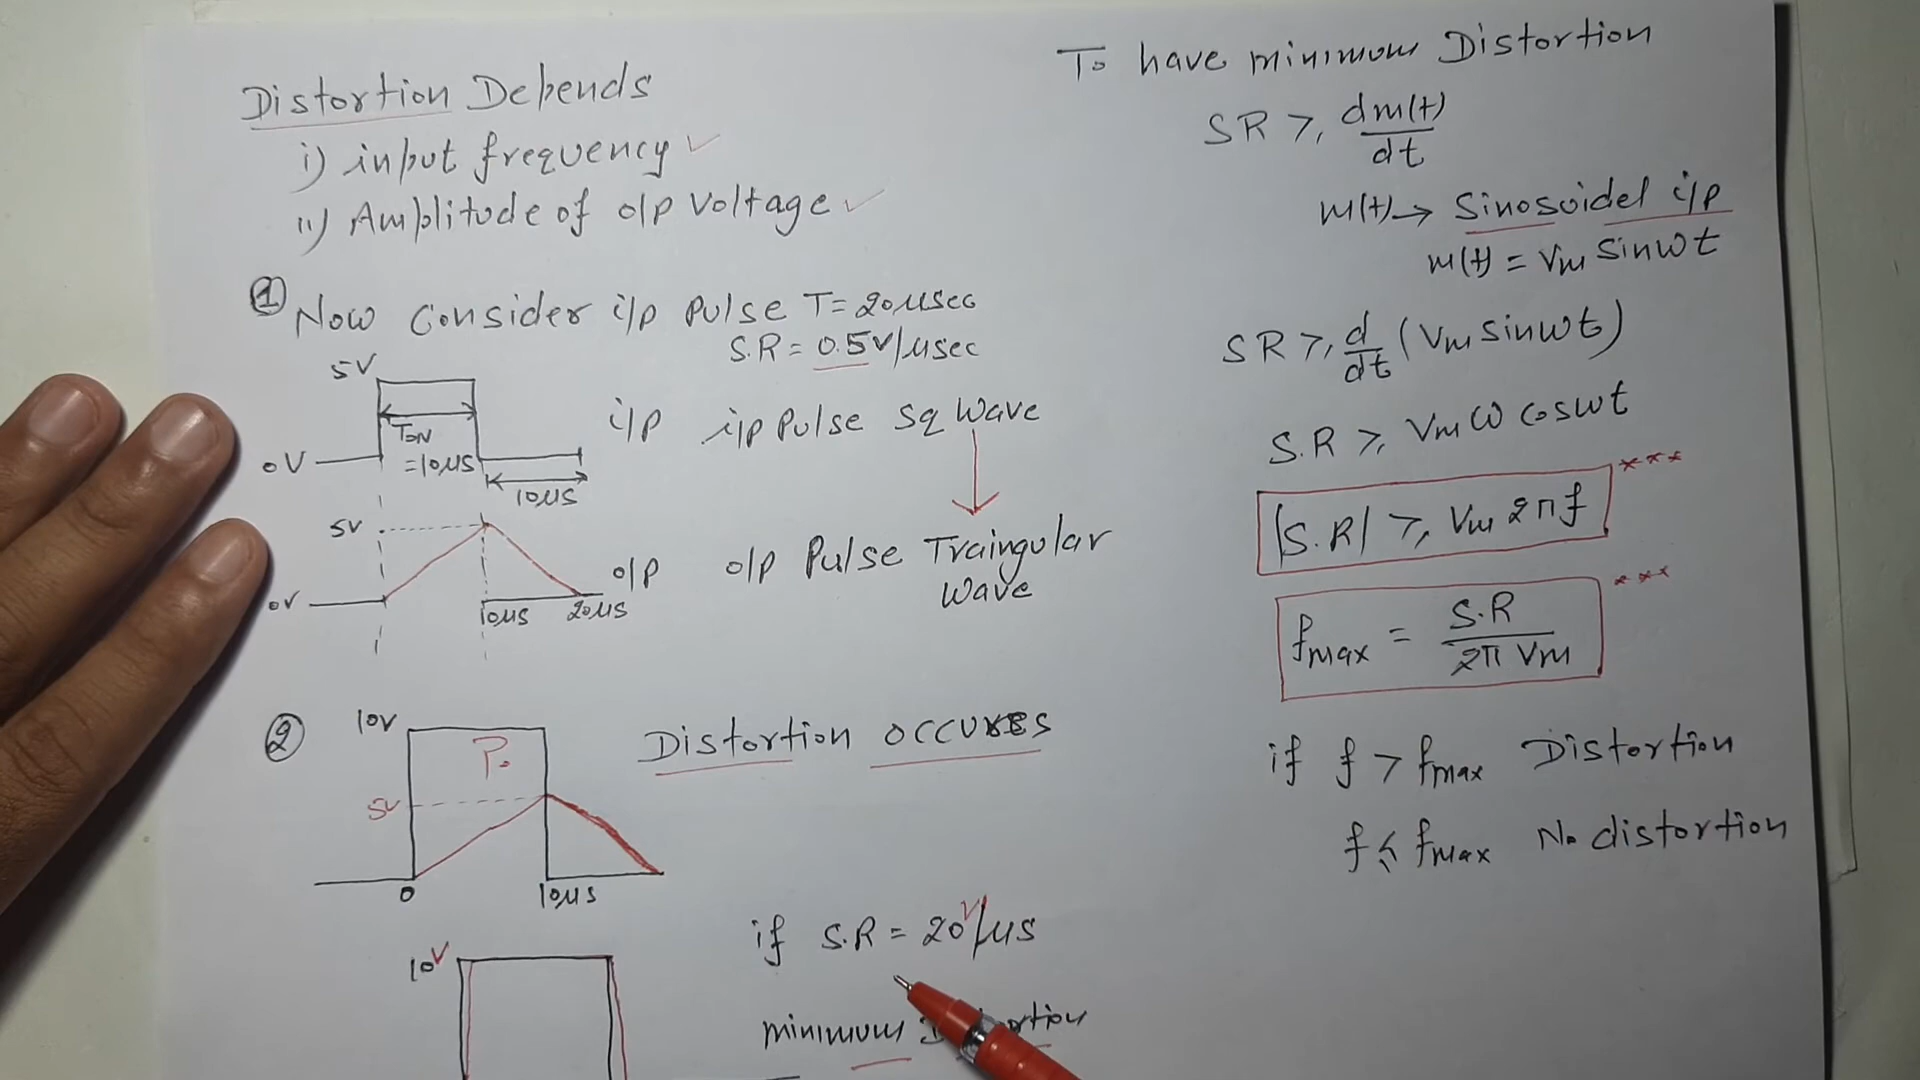 Distortion Depends
i) input frequency ✓
ii) Amplitude of o/p Voltage ✓
① Now Consider i/p Pulse T=20μsec
S.R = 0.5V/μsec
5V
TON
=10μs
0V
10μs
i/p i/p Pulse Sq Wave
5V
0V
10μs 20μs
o/p o/p Pulse Traingular
Wave
②
10V
P.
5V
0
10μs
Distortion occures
if S.R = 20V/μs
10V
minimum
To have minimum Distortion
SR ≥ dm(t)/dt
m(t) → Sinosoidel i/p
m(t) = Vm Sinωt
SR ≥ d/dt (Vm sinωt)
S.R ≥ Vm ω cosωt
|S.R| ≥ Vm 2πf ***
fmax = S.R/2π Vm ***
if f > fmax Distortion
f ≤ fmax No distortion